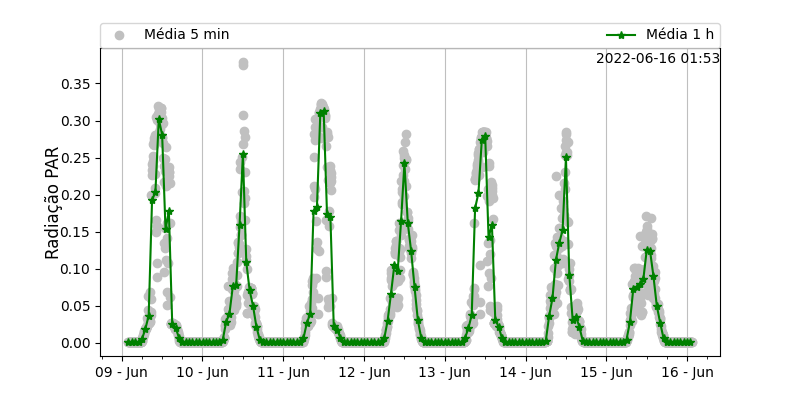 Média 5 min
Média 1 h
2022-06-16 01:53
Radiação PAR
0.35
0.30
0.25
0.20
0.15
0.10
0.05
0.00
09 - Jun
10 - Jun
11 - Jun
12 - Jun
13 - Jun
14 - Jun
15 - Jun
16 - Jun